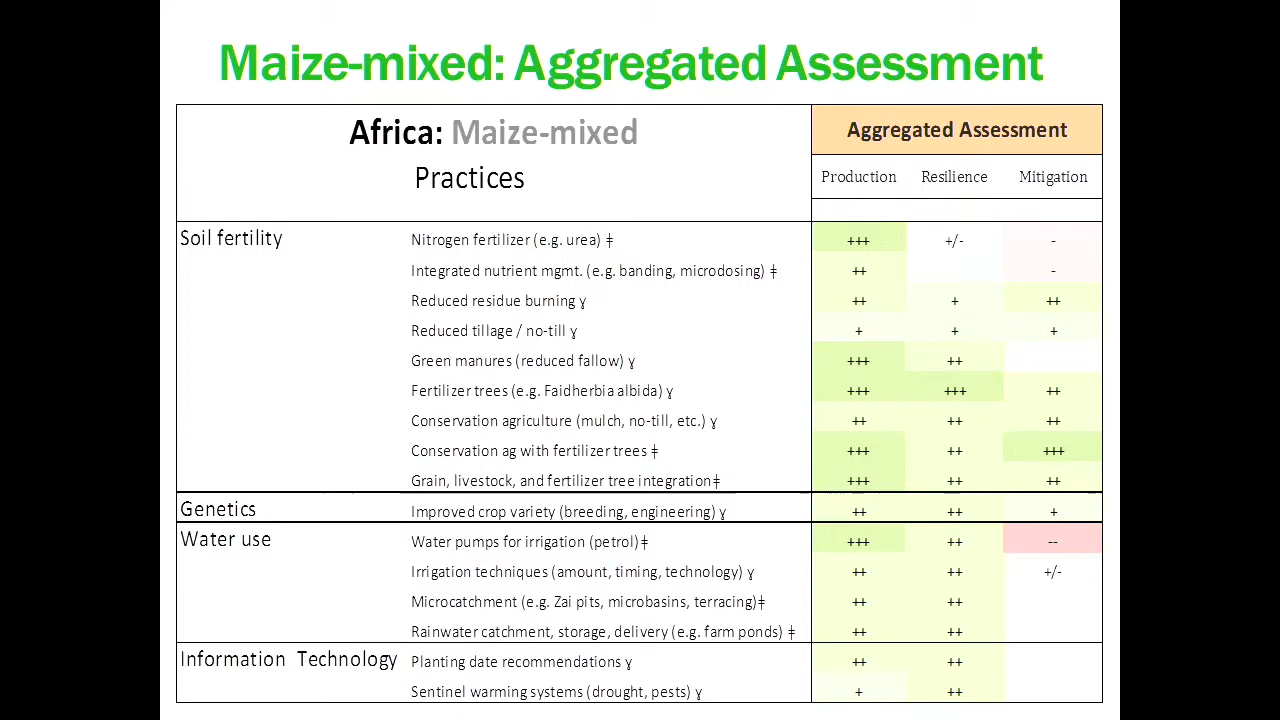 Maize-mixed: Aggregated Assessment
Africa: Maize-mixed
Practices
Aggregated Assessment
Production Resilience Mitigation
Soil fertility Nitrogen fertilizer (e.g. urea) ǂ +++ +/- -
Integrated nutrient mgmt. (e.g. banding, microdosing) ǂ ++ -
Reduced residue burning ɣ ++ + ++
Reduced tillage / no-till ɣ + + +
Green manures (reduced fallow) ɣ +++ ++
Fertilizer trees (e.g. Faidherbia albida) ɣ +++ +++ ++
Conservation agriculture (mulch, no-till, etc.) ɣ ++ ++ ++
Conservation ag with fertilizer trees ǂ +++ ++ +++
Grain, livestock, and fertilizer tree integration ǂ +++ ++ ++
Genetics Improved crop variety (breeding, engineering) ɣ ++ ++ +
Water use Water pumps for irrigation (petrol) ǂ +++ ++ --
Irrigation techniques (amount, timing, technology) ɣ ++ ++ +/-
Microcatchment (e.g. Zai pits, microbasins, terracing) ǂ ++ ++
Rainwater catchment, storage, delivery (e.g. farm ponds) ǂ ++ ++
Information Technology Planting date recommendations ɣ ++ ++
Sentinel warming systems (drought, pests) ɣ + ++